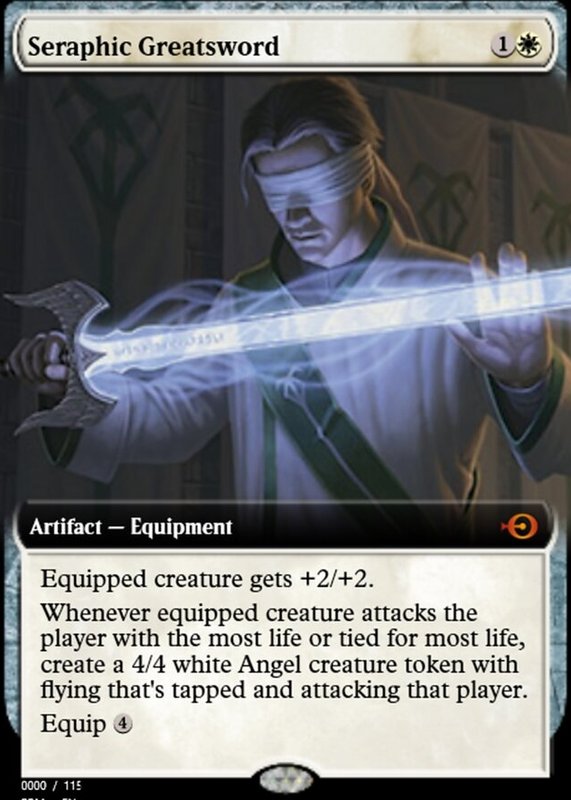 Seraphic Greatsword 1
Artifact — Equipment
Equipped creature gets +2/+2.
Whenever equipped creature attacks the
player with the most life or tied for most life,
create a 4/4 white Angel creature token with
flying that's tapped and attacking that player.
Equip 4
0000 / 115